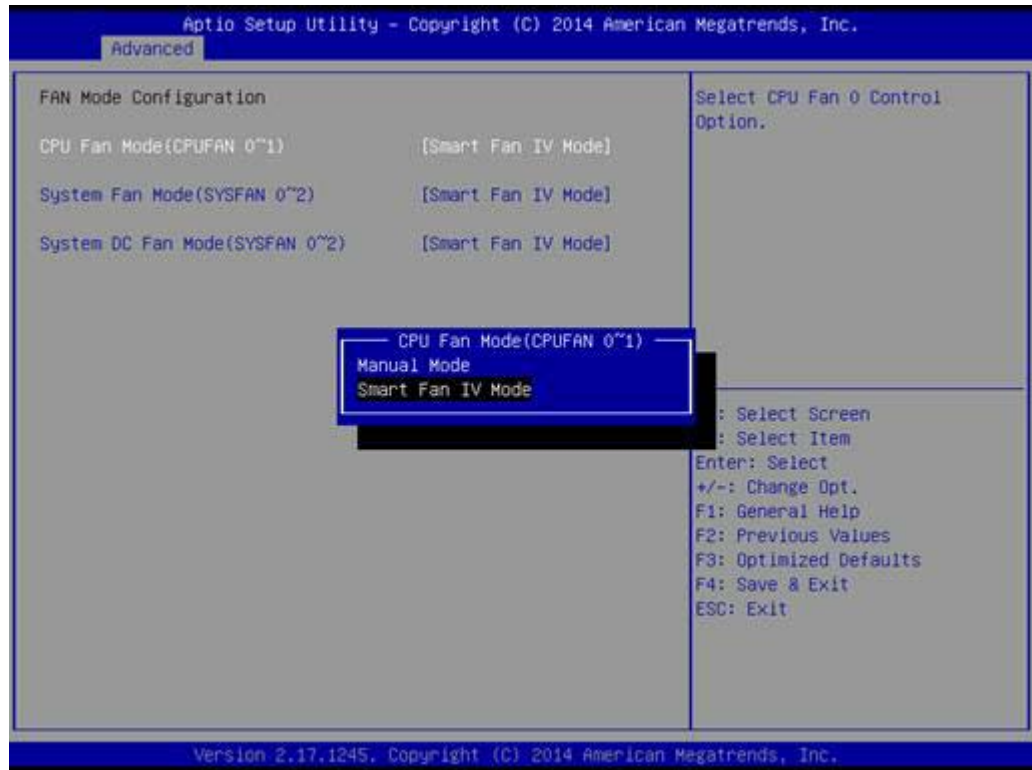 Aptio Setup Utility – Copyright (C) 2014 American Megatrends, Inc.
Advanced
FAN Mode Configuration
CPU Fan Mode(CPUFAN 0~1) [Smart Fan IV Mode]
System Fan Mode(SYSFAN 0~2) [Smart Fan IV Mode]
System DC Fan Mode(SYSFAN 0~2) [Smart Fan IV Mode]
Select CPU Fan 0 Control
Option.
CPU Fan Mode(CPUFAN 0~1)
Manual Mode
Smart Fan IV Mode
: Select Screen
: Select Item
Enter: Select
+/-: Change Opt.
F1: General Help
F2: Previous Values
F3: Optimized Defaults
F4: Save & Exit
ESC: Exit
Version 2.17.1245. Copyright (C) 2014 American Megatrends, Inc.